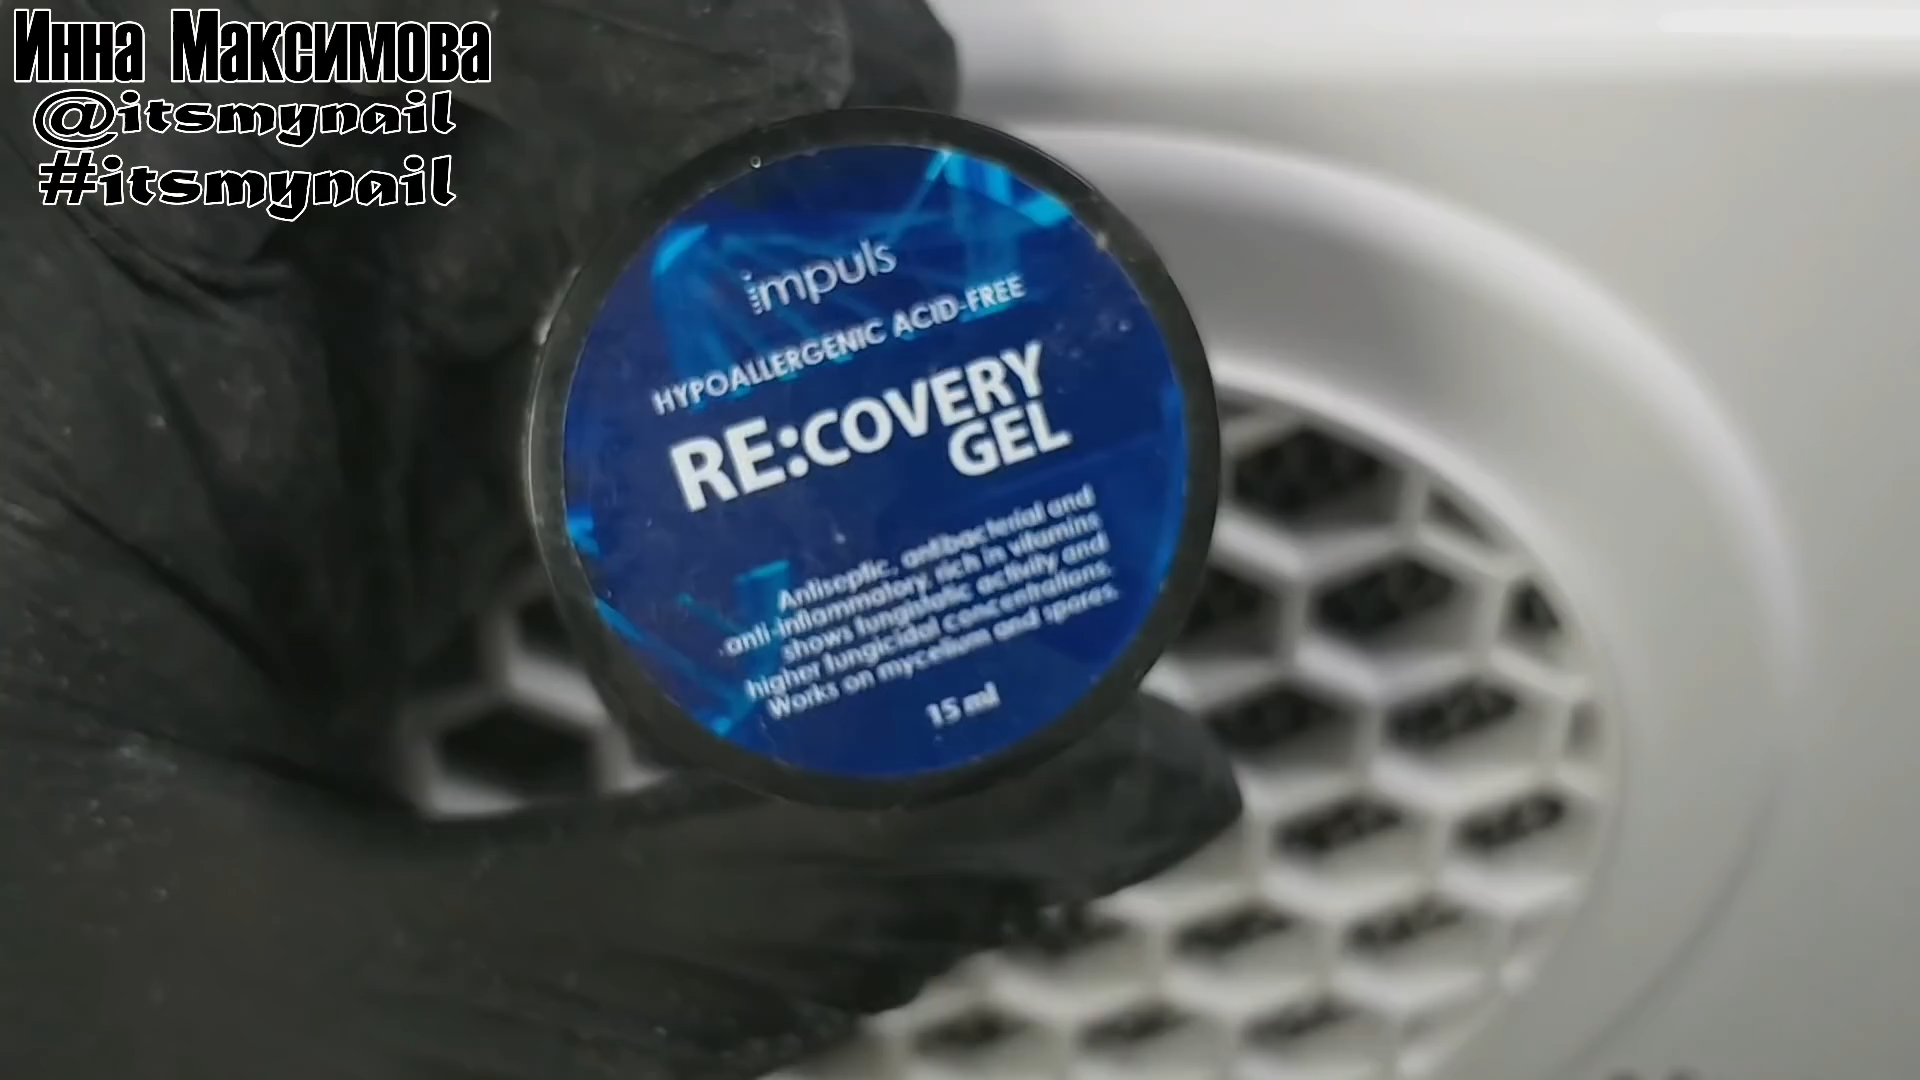 Инна Максимова
@itsmynail
#itsmynail
impuls
HYPOALLERGENIC ACID-FREE
RE:COVERY
GEL
Antiseptic, antibacterial and
anti-inflammatory, rich in vitamins
shows fungistatic activity and
higher fungicidal concentrations.
Works on mycelium and spores.
15 ml